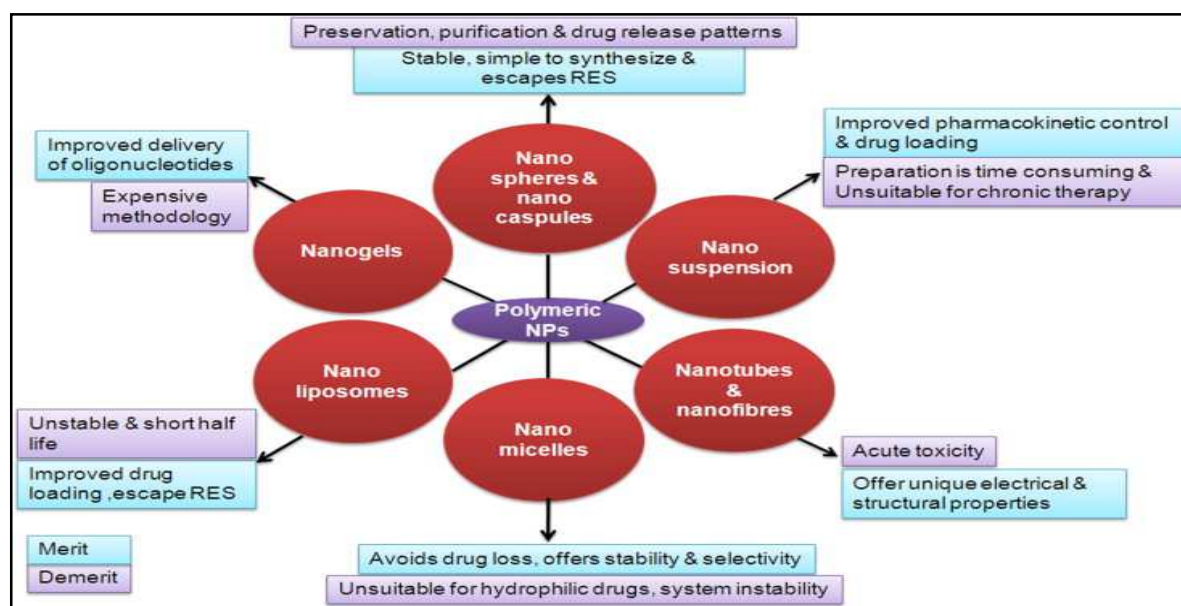 Preservation, purification & drug release patterns
Stable, simple to synthesize &
escapes RES
Improved delivery
of oligonucleotides
Expensive
methodology
Nano
spheres &
nano
caspules
Improved pharmacokinetic control
& drug loading
Preparation is time consuming &
Unsuitable for chronic therapy
Nanogels
Nano
suspension
Polymeric
NPs
Nano
liposomes
Nanotubes
&
nanofibres
Unstable & short half
life
Improved drug
loading ,escape RES
Nano
micelles
Acute toxicity
Offer unique electrical &
structural properties
Merit
Demerit
Avoids drug loss, offers stability & selectivity
Unsuitable for hydrophilic drugs, system instability